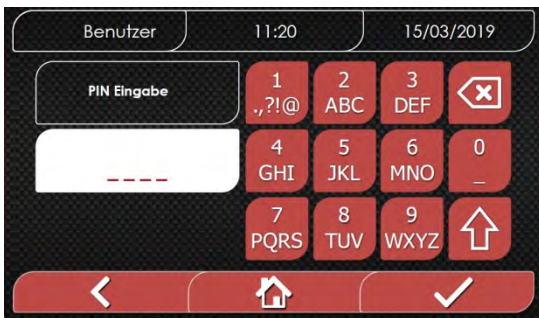 Benutzer 11:20 15/03/2019
PIN Eingabe
1 2 3
.,?!@ ABC DEF
4 5 6 0
GHI JKL MNO _
_ _ _ _
7 8 9
PQRS TUV WXYZ